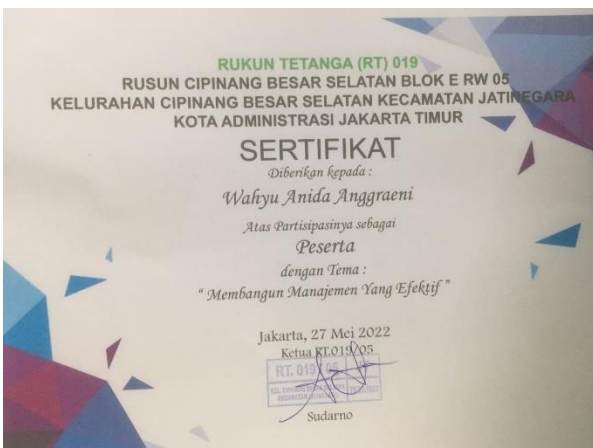 RUKUN TETANGA (RT) 019
RUSUN CIPINANG BESAR SELATAN BLOK E RW 05
KELURAHAN CIPINANG BESAR SELATAN KECAMATAN JATINEGARA
KOTA ADMINISTRASI JAKARTA TIMUR
SERTIFIKAT
Diberikan kepada :
Wahyu Anida Anggraeni
Atas Partisipasinya sebagai
Peserta
dengan Tema :
" Membangun Manajemen Yang Efektif "
Jakarta, 27 Mei 2022
Ketua RT.019/05
RT. 019
Sudarno